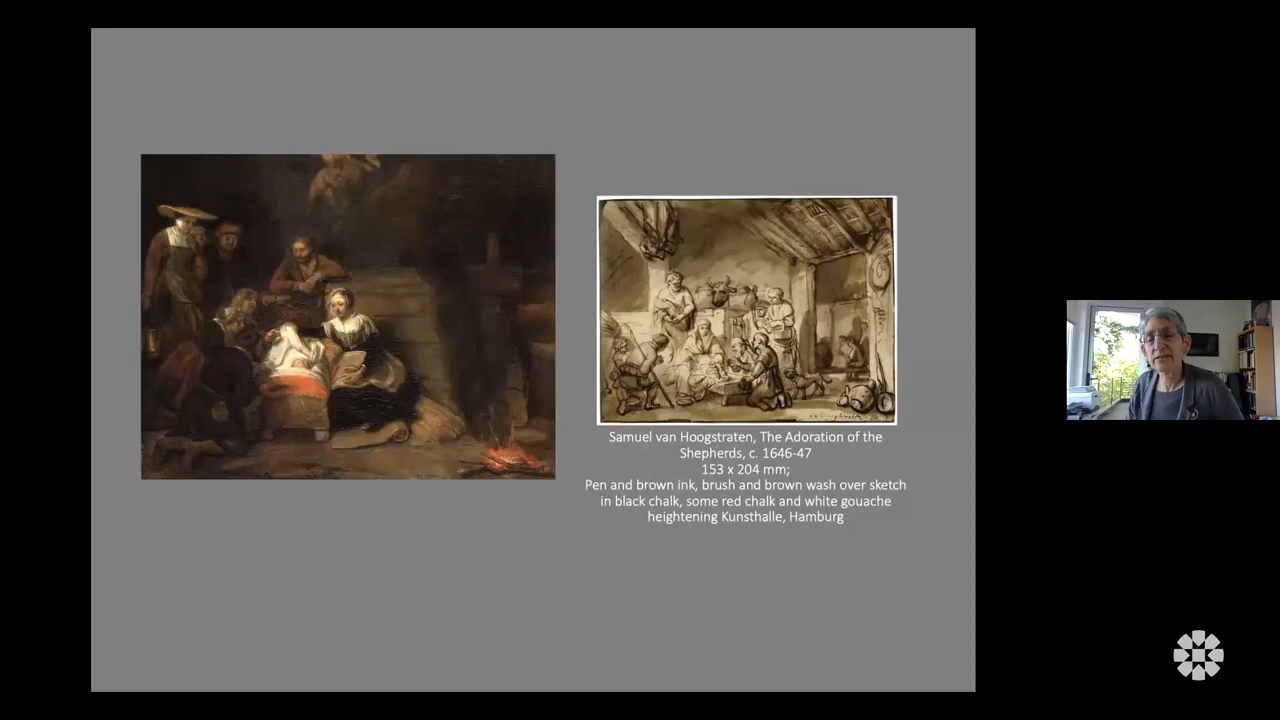 Samuel van Hoogstraten, The Adoration of the
Shepherds, c. 1646-47
153 x 204 mm;
Pen and brown ink, brush and brown wash over sketch
in black chalk, some red chalk and white gouache
heightening Kunsthalle, Hamburg